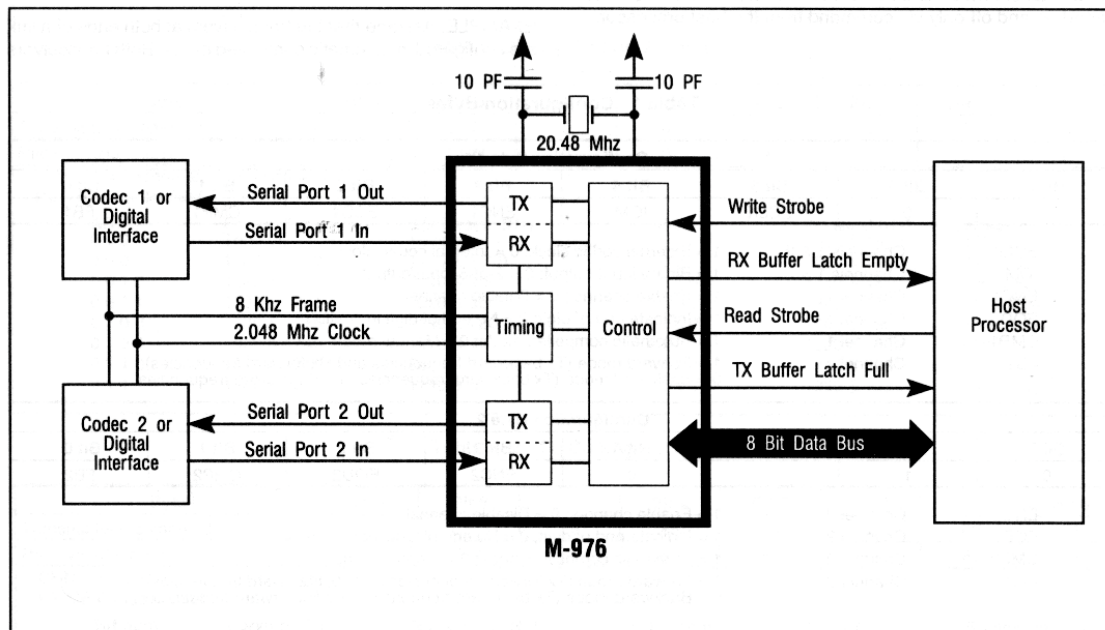 10 PF
10 PF
20.48 Mhz
Codec 1 or
Digital
Interface
Serial Port 1 Out
Serial Port 1 In
TX
RX
Write Strobe
RX Buffer Latch Empty
8 Khz Frame
2.048 Mhz Clock
Timing
Control
Read Strobe
TX Buffer Latch Full
Host
Processor
Codec 2 or
Digital
Interface
Serial Port 2 Out
Serial Port 2 In
TX
RX
8 Bit Data Bus
M-976